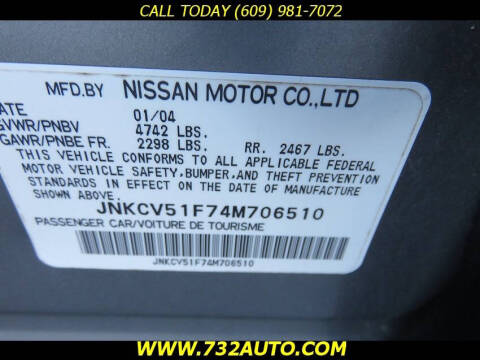 CALL TODAY (609) 981-7072
MFD.BY NISSAN MOTOR CO.,LTD
ATE 01/04
GVWR/PNBV 4742 LBS.
GAWR/PNBE FR. 2298 LBS. RR. 2467 LBS.
THIS VEHICLE CONFORMS TO ALL APPLICABLE FEDERAL
MOTOR VEHICLE SAFETY, BUMPER, AND THEFT PREVENTION
STANDARDS IN EFFECT ON THE DATE OF MANUFACTURE
SHOWN ABOVE.
JNKCV51F74M706510
PASSENGER CAR/VOITURE DE TOURISME
JNKCV51F74M706510
WWW.732AUTO.COM